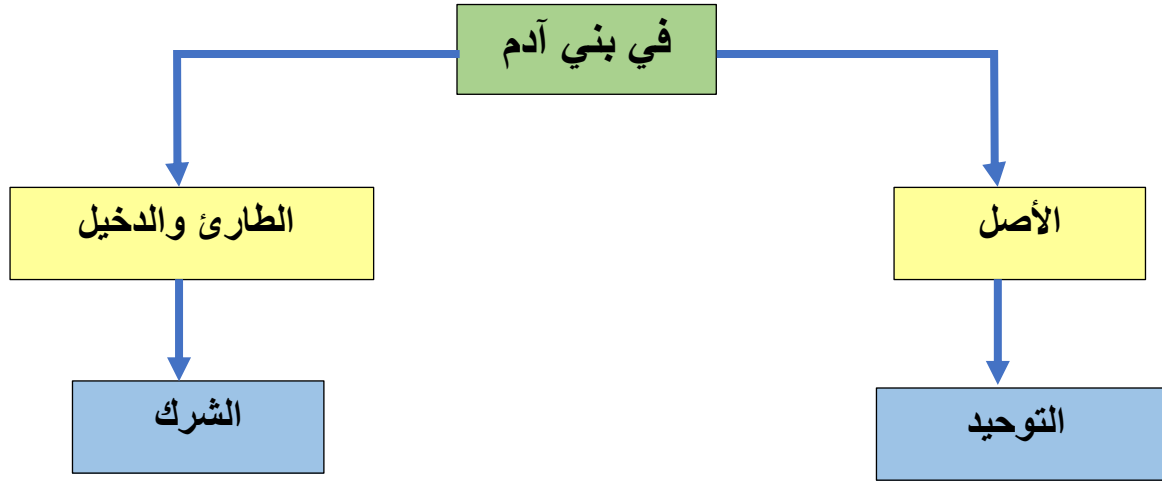 في بني آدم
الأصل
الطارئ والدخيل
التوحيد
الشرك